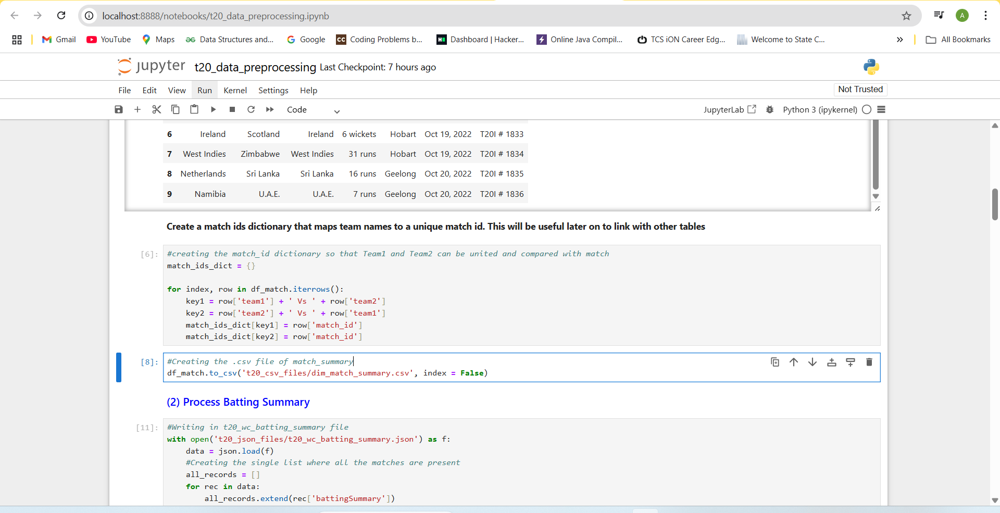 localhost:8888/notebooks/t20_data_preprocessing.ipynb
A
Gmail YouTube Maps Data Structures and... Google CC Coding Problems b... H Dashboard | Hacker... Online Java Compil... TCS iON Career Edg... Welcome to State C... » All Bookmarks
jupyter t20_data_preprocessing Last Checkpoint: 7 hours ago
File Edit View Run Kernel Settings Help Not Trusted
Code JupyterLab Python 3 (ipykernel)
6 Ireland Scotland Ireland 6 wickets Hobart Oct 19, 2022 T20I # 1833
7 West Indies Zimbabwe West Indies 31 runs Hobart Oct 19, 2022 T20I # 1834
8 Netherlands Sri Lanka Sri Lanka 16 runs Geelong Oct 20, 2022 T20I # 1835
9 Namibia U.A.E. U.A.E. 7 runs Geelong Oct 20, 2022 T20I # 1836
Create a match ids dictionary that maps team names to a unique match id. This will be useful later on to link with other tables
[6]: #creating the match_id dictionary so that Team1 and Team2 can be united and compared with match
match_ids_dict = {}
for index, row in df_match.iterrows():
key1 = row['team1'] + ' Vs ' + row['team2']
key2 = row['team2'] + ' Vs ' + row['team1']
match_ids_dict[key1] = row['match_id']
match_ids_dict[key2] = row['match_id']
[8]: #Creating the .csv file of match_summary
df_match.to_csv('t20_csv_files/dim_match_summary.csv', index = False)
(2) Process Batting Summary
[11]: #Writing in t20_wc_batting_summary file
with open('t20_json_files/t20_wc_batting_summary.json') as f:
data = json.load(f)
#Creating the single list where all the matches are present
all_records = []
for rec in data:
all_records.extend(rec['battingSummary'])